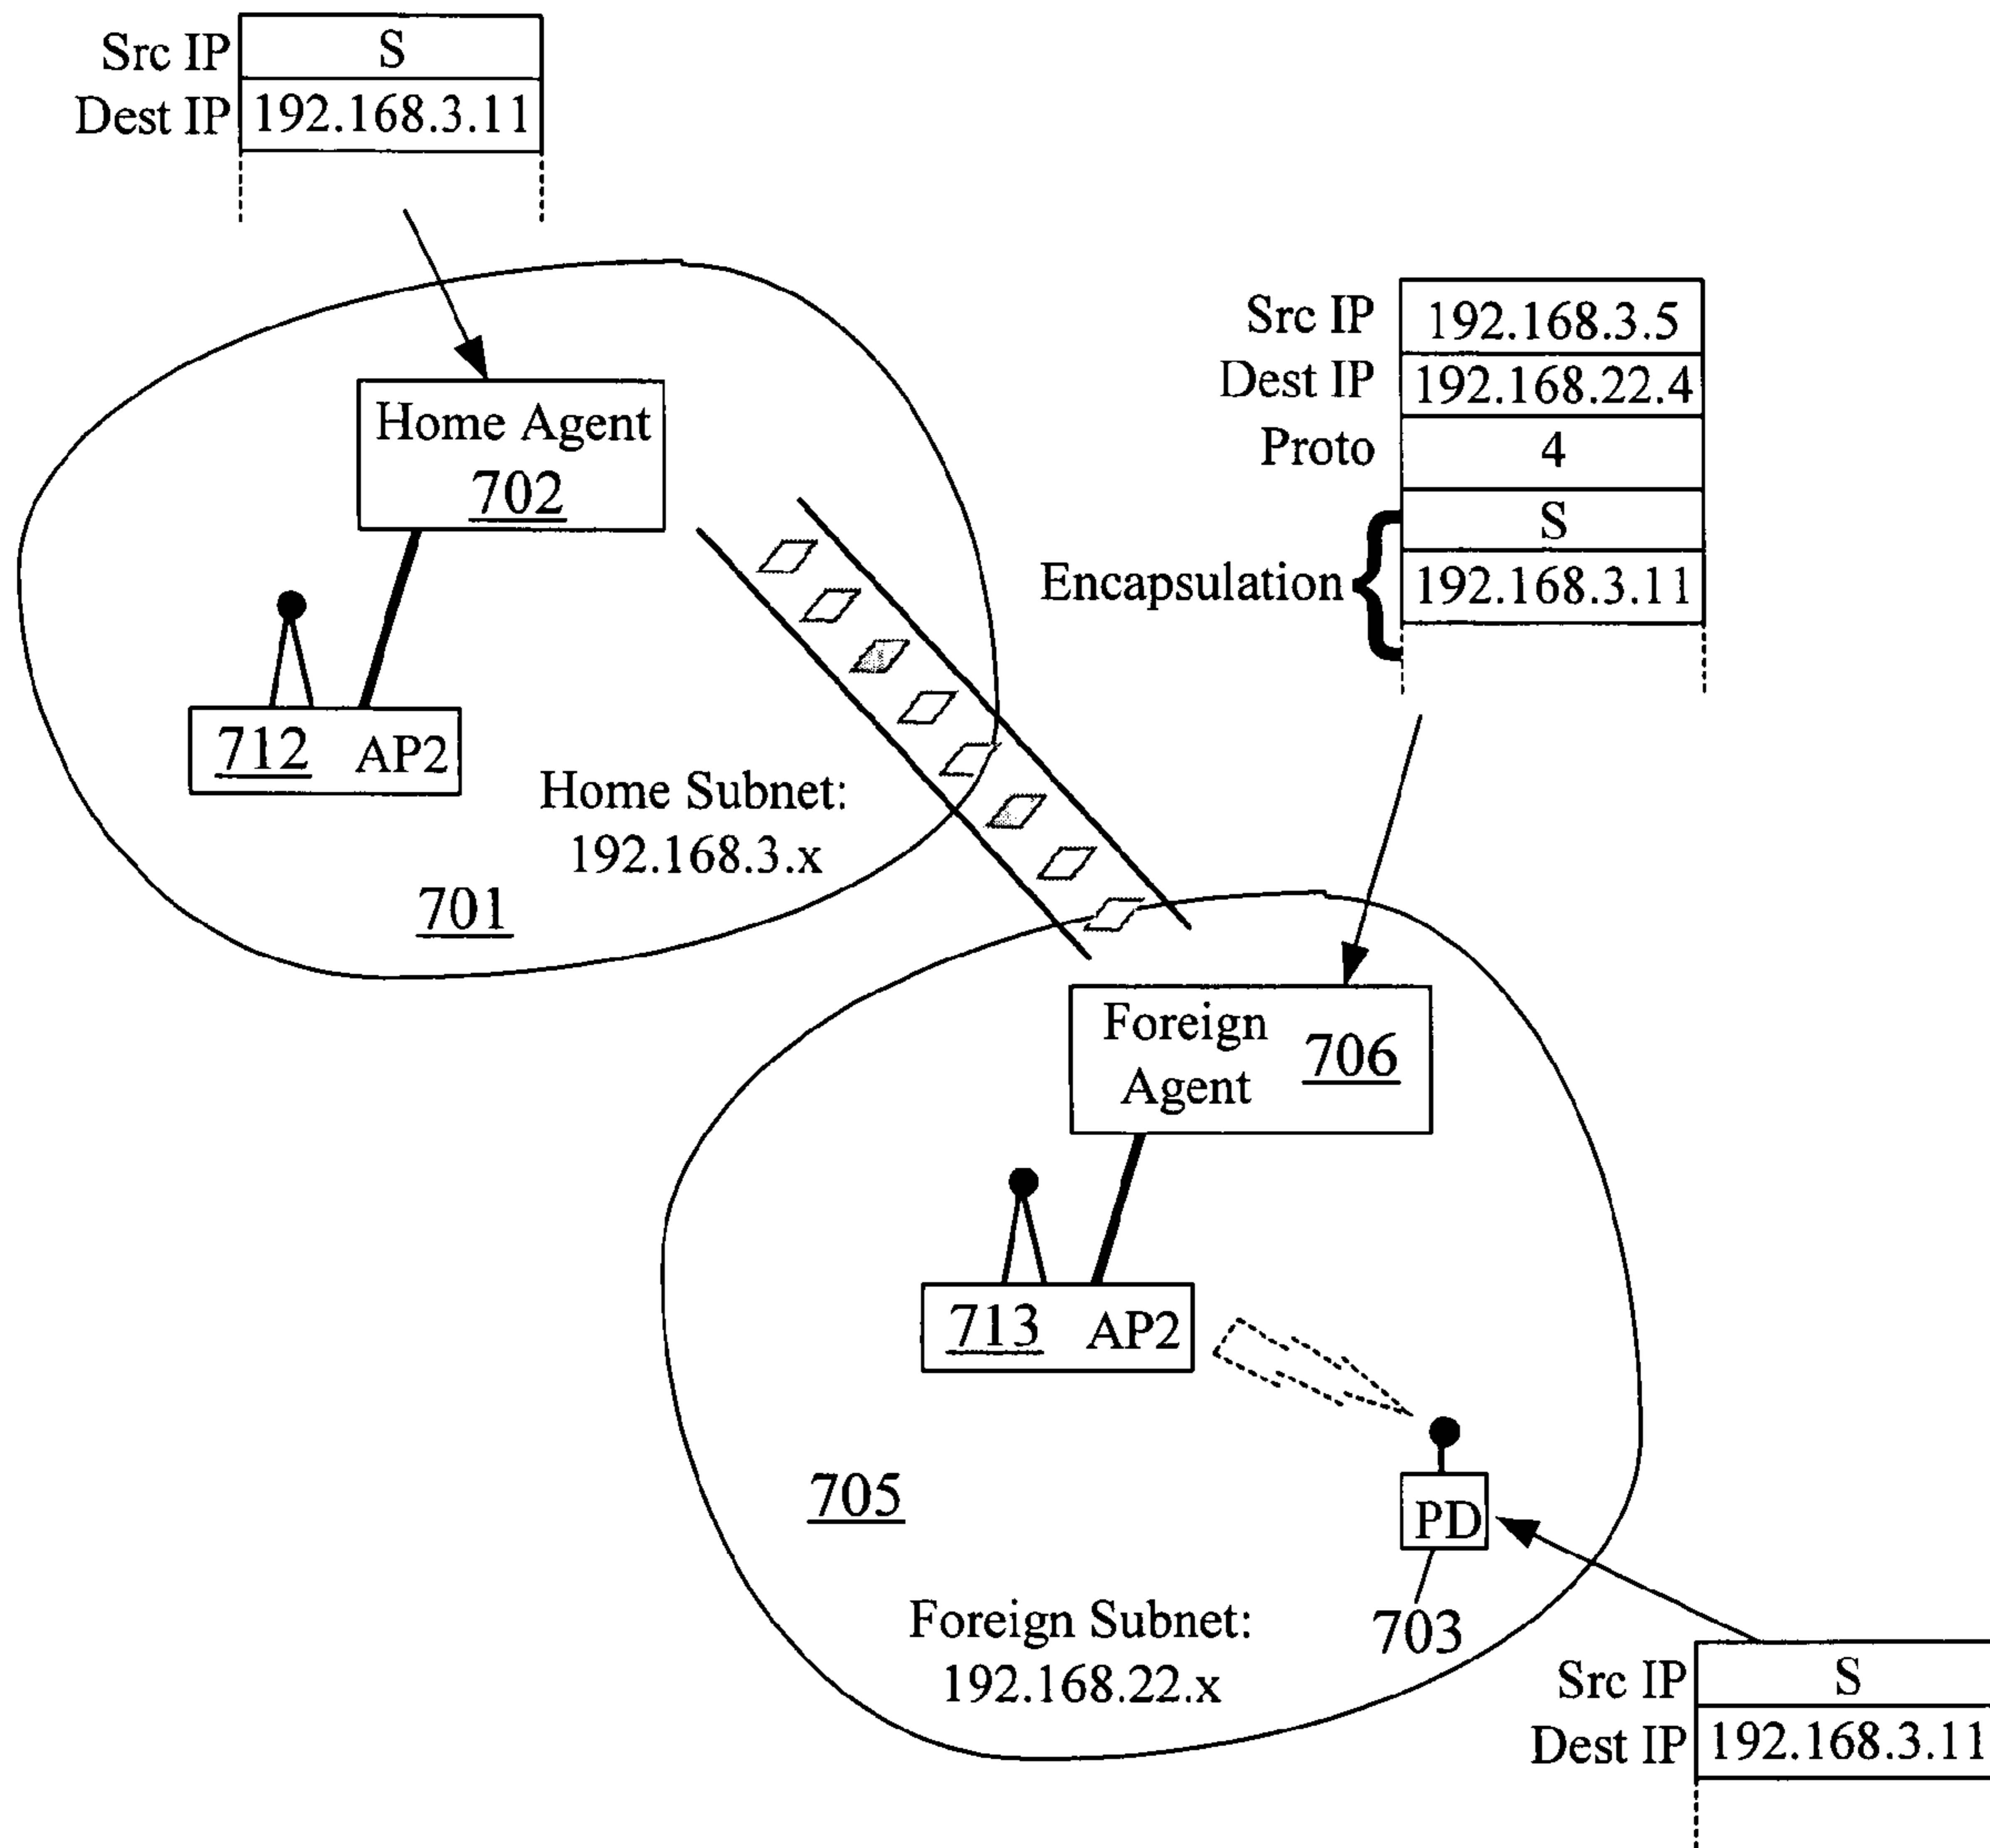 Src IP S
Dest IP 192.168.3.11
Home Agent
702
712 AP2
Home Subnet:
192.168.3.x
701
Src IP 192.168.3.5
Dest IP 192.168.22.4
Proto 4
S
Encapsulation { 192.168.3.11
Foreign
Agent
706
713 AP2
705
PD
703
Foreign Subnet:
192.168.22.x
Src IP S
Dest IP 192.168.3.11